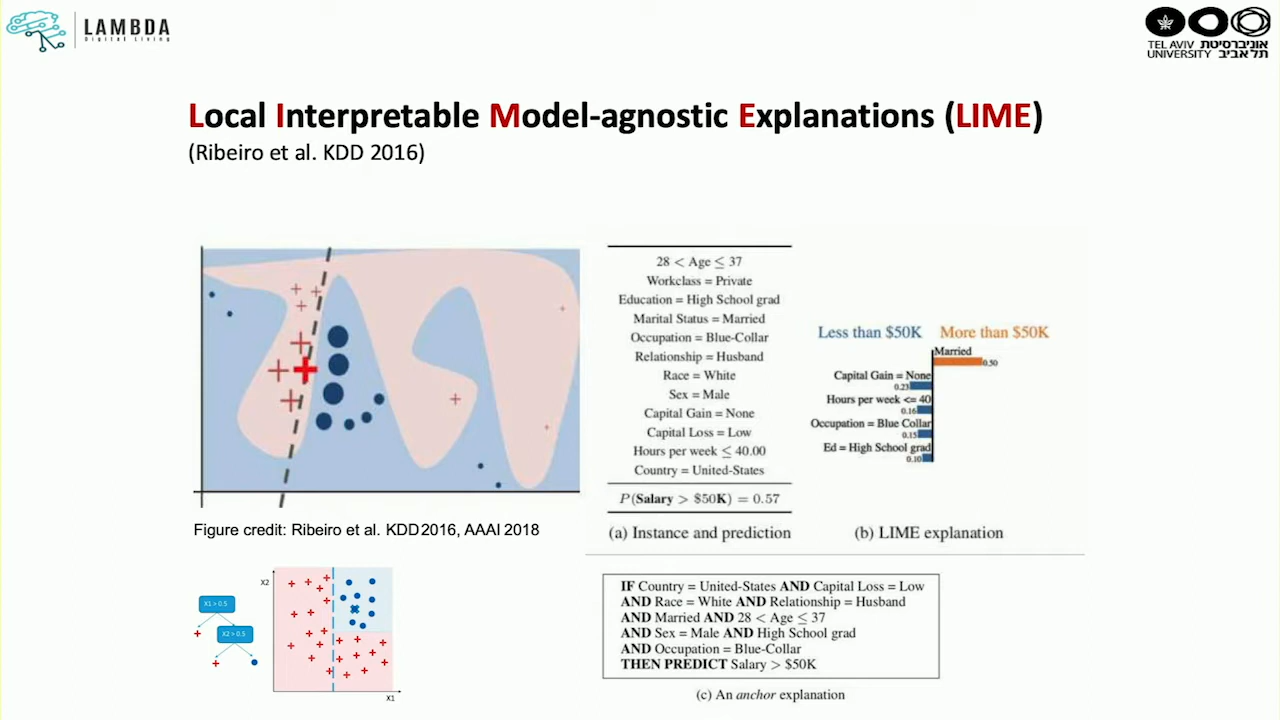 LAMBDA
Digital Living
TEL AVIV אוניברסיטת
UNIVERSITY תל אביב
Local Interpretable Model-agnostic Explanations (LIME)
(Ribeiro et al. KDD 2016)
Figure credit: Ribeiro et al. KDD2016, AAAI 2018
28 < Age ≤ 37
Workclass = Private
Education = High School grad
Marital Status = Married
Occupation = Blue-Collar
Relationship = Husband
Race = White
Sex = Male
Capital Gain = None
Capital Loss = Low
Hours per week ≤ 40.00
Country = United-States
P(Salary > $50K) = 0.57
(a) Instance and prediction
Less than $50K More than $50K
Married
0.50
Capital Gain = None
0.23
Hours per week <= 40
0.16
Occupation = Blue Collar
0.15
Ed = High School grad
0.10
(b) LIME explanation
X1 > 0.5
X2 > 0.5
X2
X1
IF Country = United-States AND Capital Loss = Low
AND Race = White AND Relationship = Husband
AND Married AND 28 < Age ≤ 37
AND Sex = Male AND High School grad
AND Occupation = Blue-Collar
THEN PREDICT Salary > $50K
(c) An anchor explanation